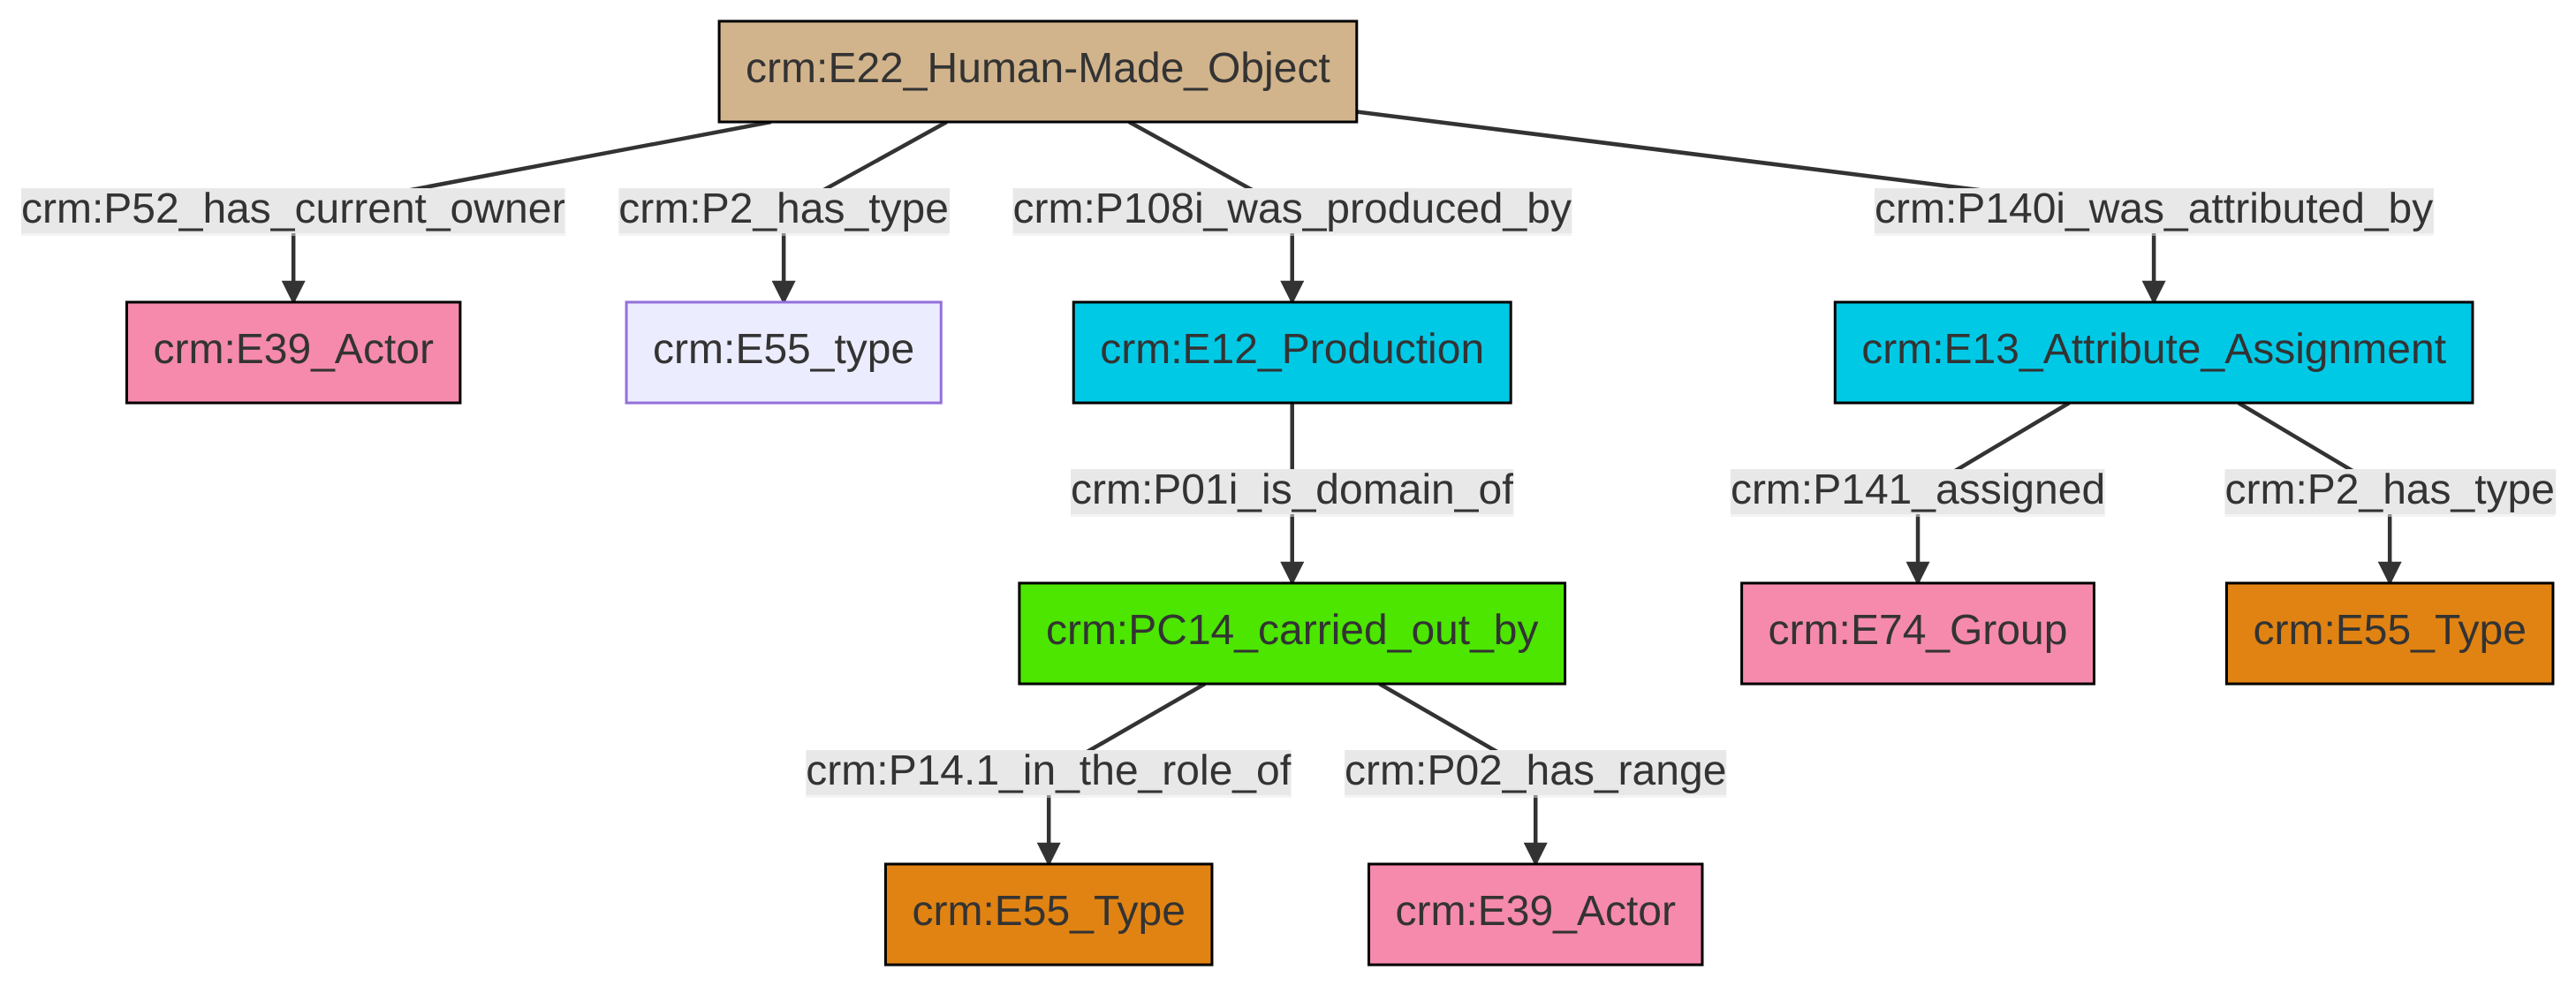 crm:E22_Human-Made_Object
crm:P52_has_current_owner
crm:P2_has_type
crm:P108i_was_produced_by
crm:P140i_was_attributed_by
crm:E39_Actor
crm:E55_type
crm:E12_Production
crm:E13_Attribute_Assignment
crm:P01i_is_domain_of
crm:P141_assigned
crm:P2_has_type
crm:PC14_carried_out_by
crm:E74_Group
crm:E55_Type
crm:P14.1_in_the_role_of
crm:P02_has_range
crm:E55_Type
crm:E39_Actor